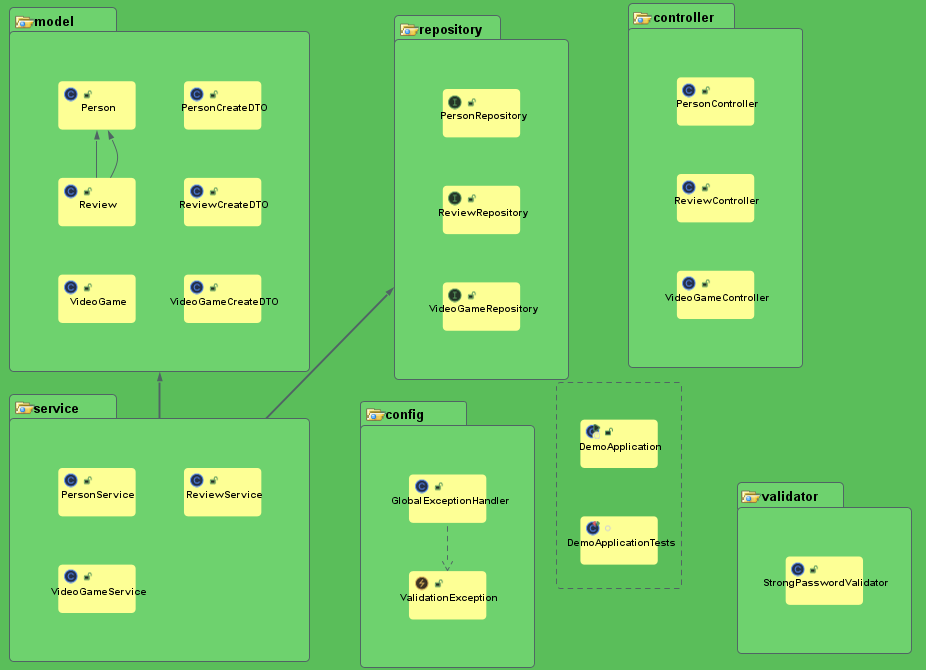 model
Person
PersonCreateDTO
Review
ReviewCreateDTO
VideoGame
VideoGameCreateDTO
repository
PersonRepository
ReviewRepository
VideoGameRepository
controller
PersonController
ReviewController
VideoGameController
service
PersonService
ReviewService
VideoGameService
config
GlobalExceptionHandler
ValidationException
DemoApplication
DemoApplicationTests
validator
StrongPasswordValidator